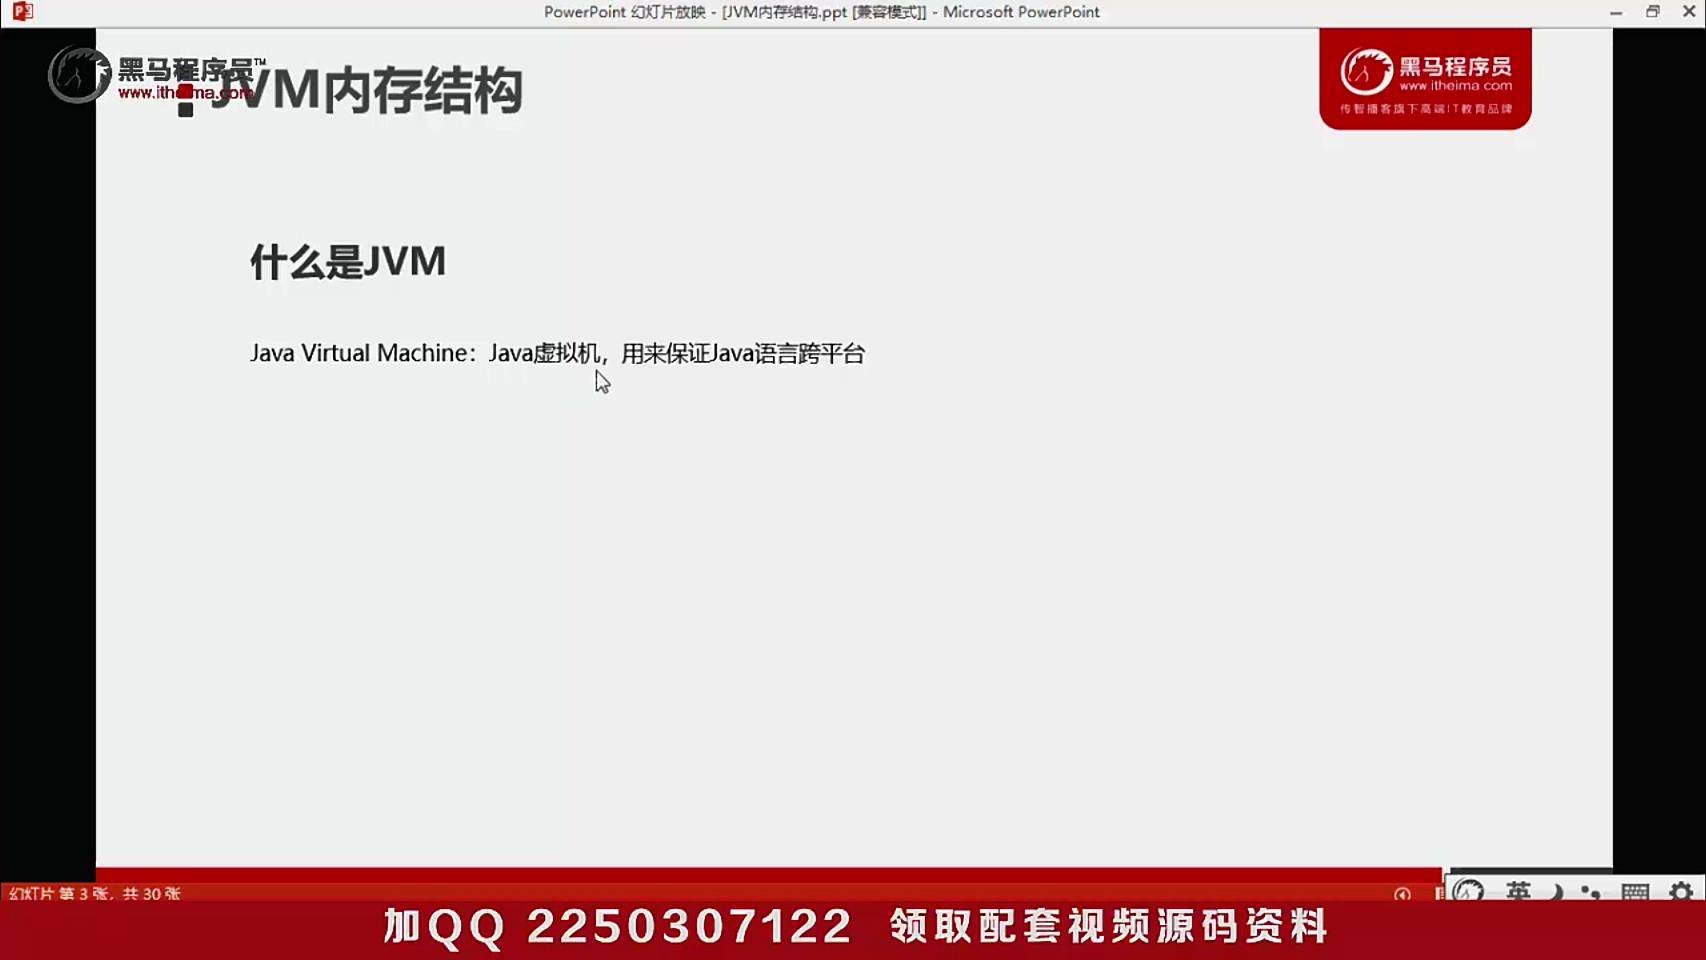 PowerPoint 幻灯片放映 - [JVM内存结构.ppt [兼容模式]] - Microsoft PowerPoint
黑马程序员™
www.itheima.com
JVM内存结构
黑马程序员
www.itheima.com
传智播客旗下高端IT教育品牌
什么是JVM
Java Virtual Machine：Java虚拟机，用来保证Java语言跨平台
幻灯片 第 3 张，共 30 张
英
加QQ 2250307122 领取配套视频源码资料